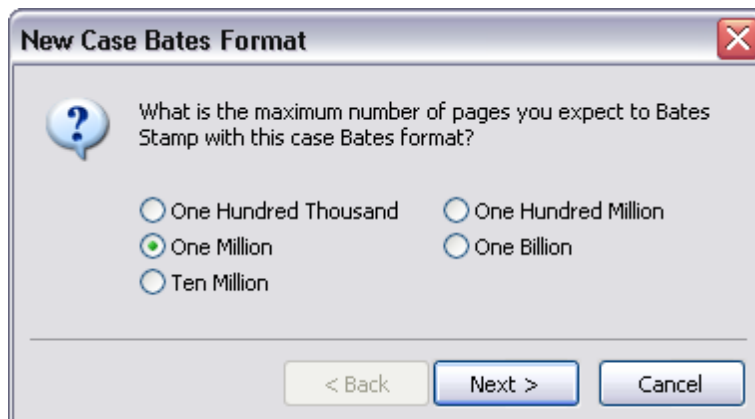 New Case Bates Format
What is the maximum number of pages you expect to Bates
Stamp with this case Bates format?
One Hundred Thousand
One Hundred Million
One Million
One Billion
Ten Million
< Back
Next >
Cancel